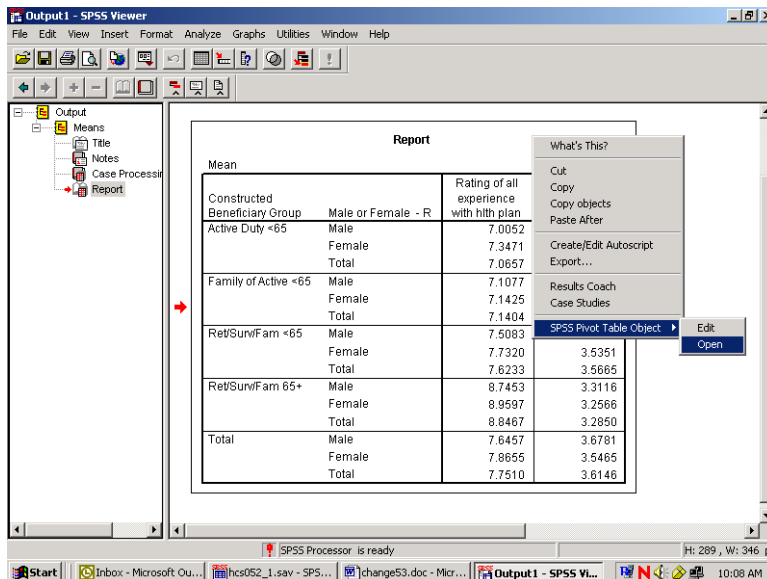 Output1 - SPSS Viewer
File Edit View Insert Format Analyze Graphs Utilities Window Help
Output
Means
Title
Notes
Case Processir
Report
Report
Mean
Constructed Beneficiary Group Male or Female - R Rating of all experience with hlth plan
Active Duty <65 Male 7.0052
Female 7.3471
Total 7.0657
Family of Active <65 Male 7.1077
Female 7.1425
Total 7.1404
Ret/Surv/Fam <65 Male 7.5083
Female 7.7320 3.5351
Total 7.6233 3.5665
Ret/Surv/Fam 65+ Male 8.7453 3.3116
Female 8.9597 3.2566
Total 8.8467 3.2850
Total Male 7.6457 3.6781
Female 7.8655 3.5465
Total 7.7510 3.6146
What's This?
Cut
Copy
Copy objects
Paste After
Create/Edit Autoscript
Export...
Results Coach
Case Studies
SPSS Pivot Table Object
Edit
Open
SPSS Processor is ready
H: 289 , W: 346 p
Start
Inbox - Microsoft Ou...
hcs052_1.sav - SPS...
change53.doc - Micr...
Output1 - SPSS Vi...
10:08 AM